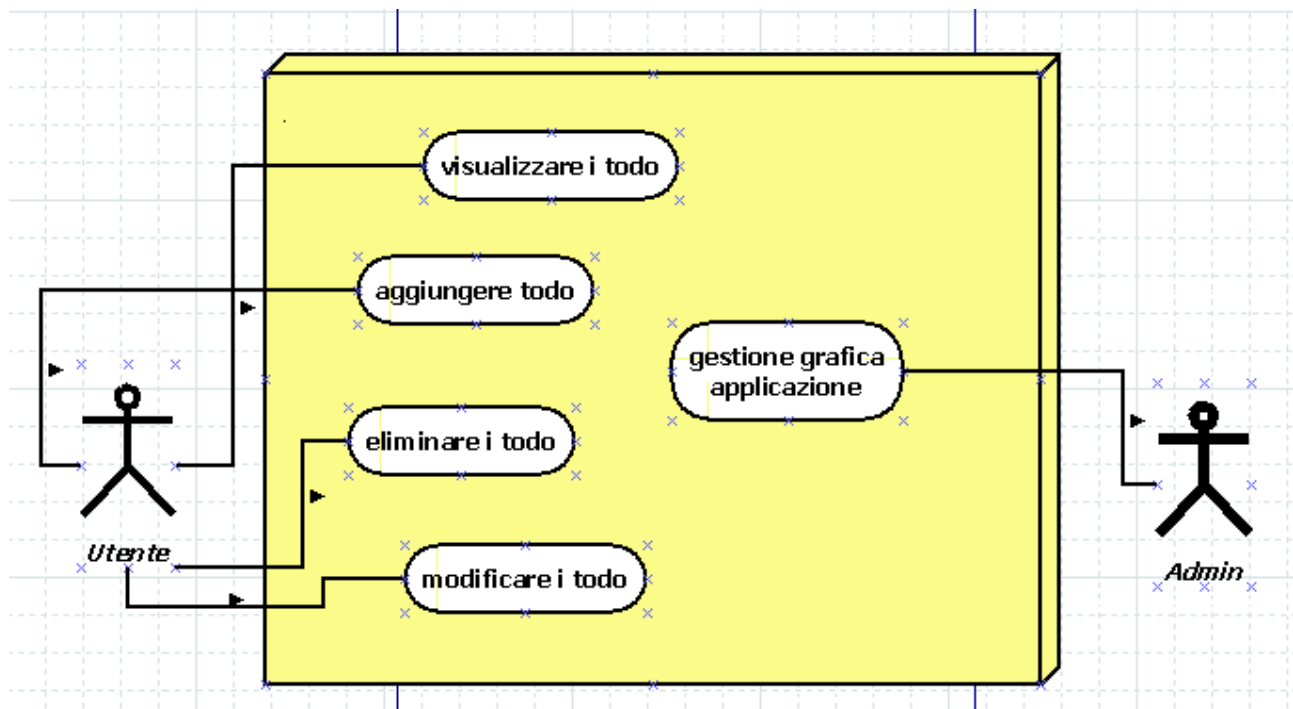 visualizzare i todo
aggiungere todo
gestione grafica
applicazione
eliminare i todo
modificare i todo
Utente
Admin